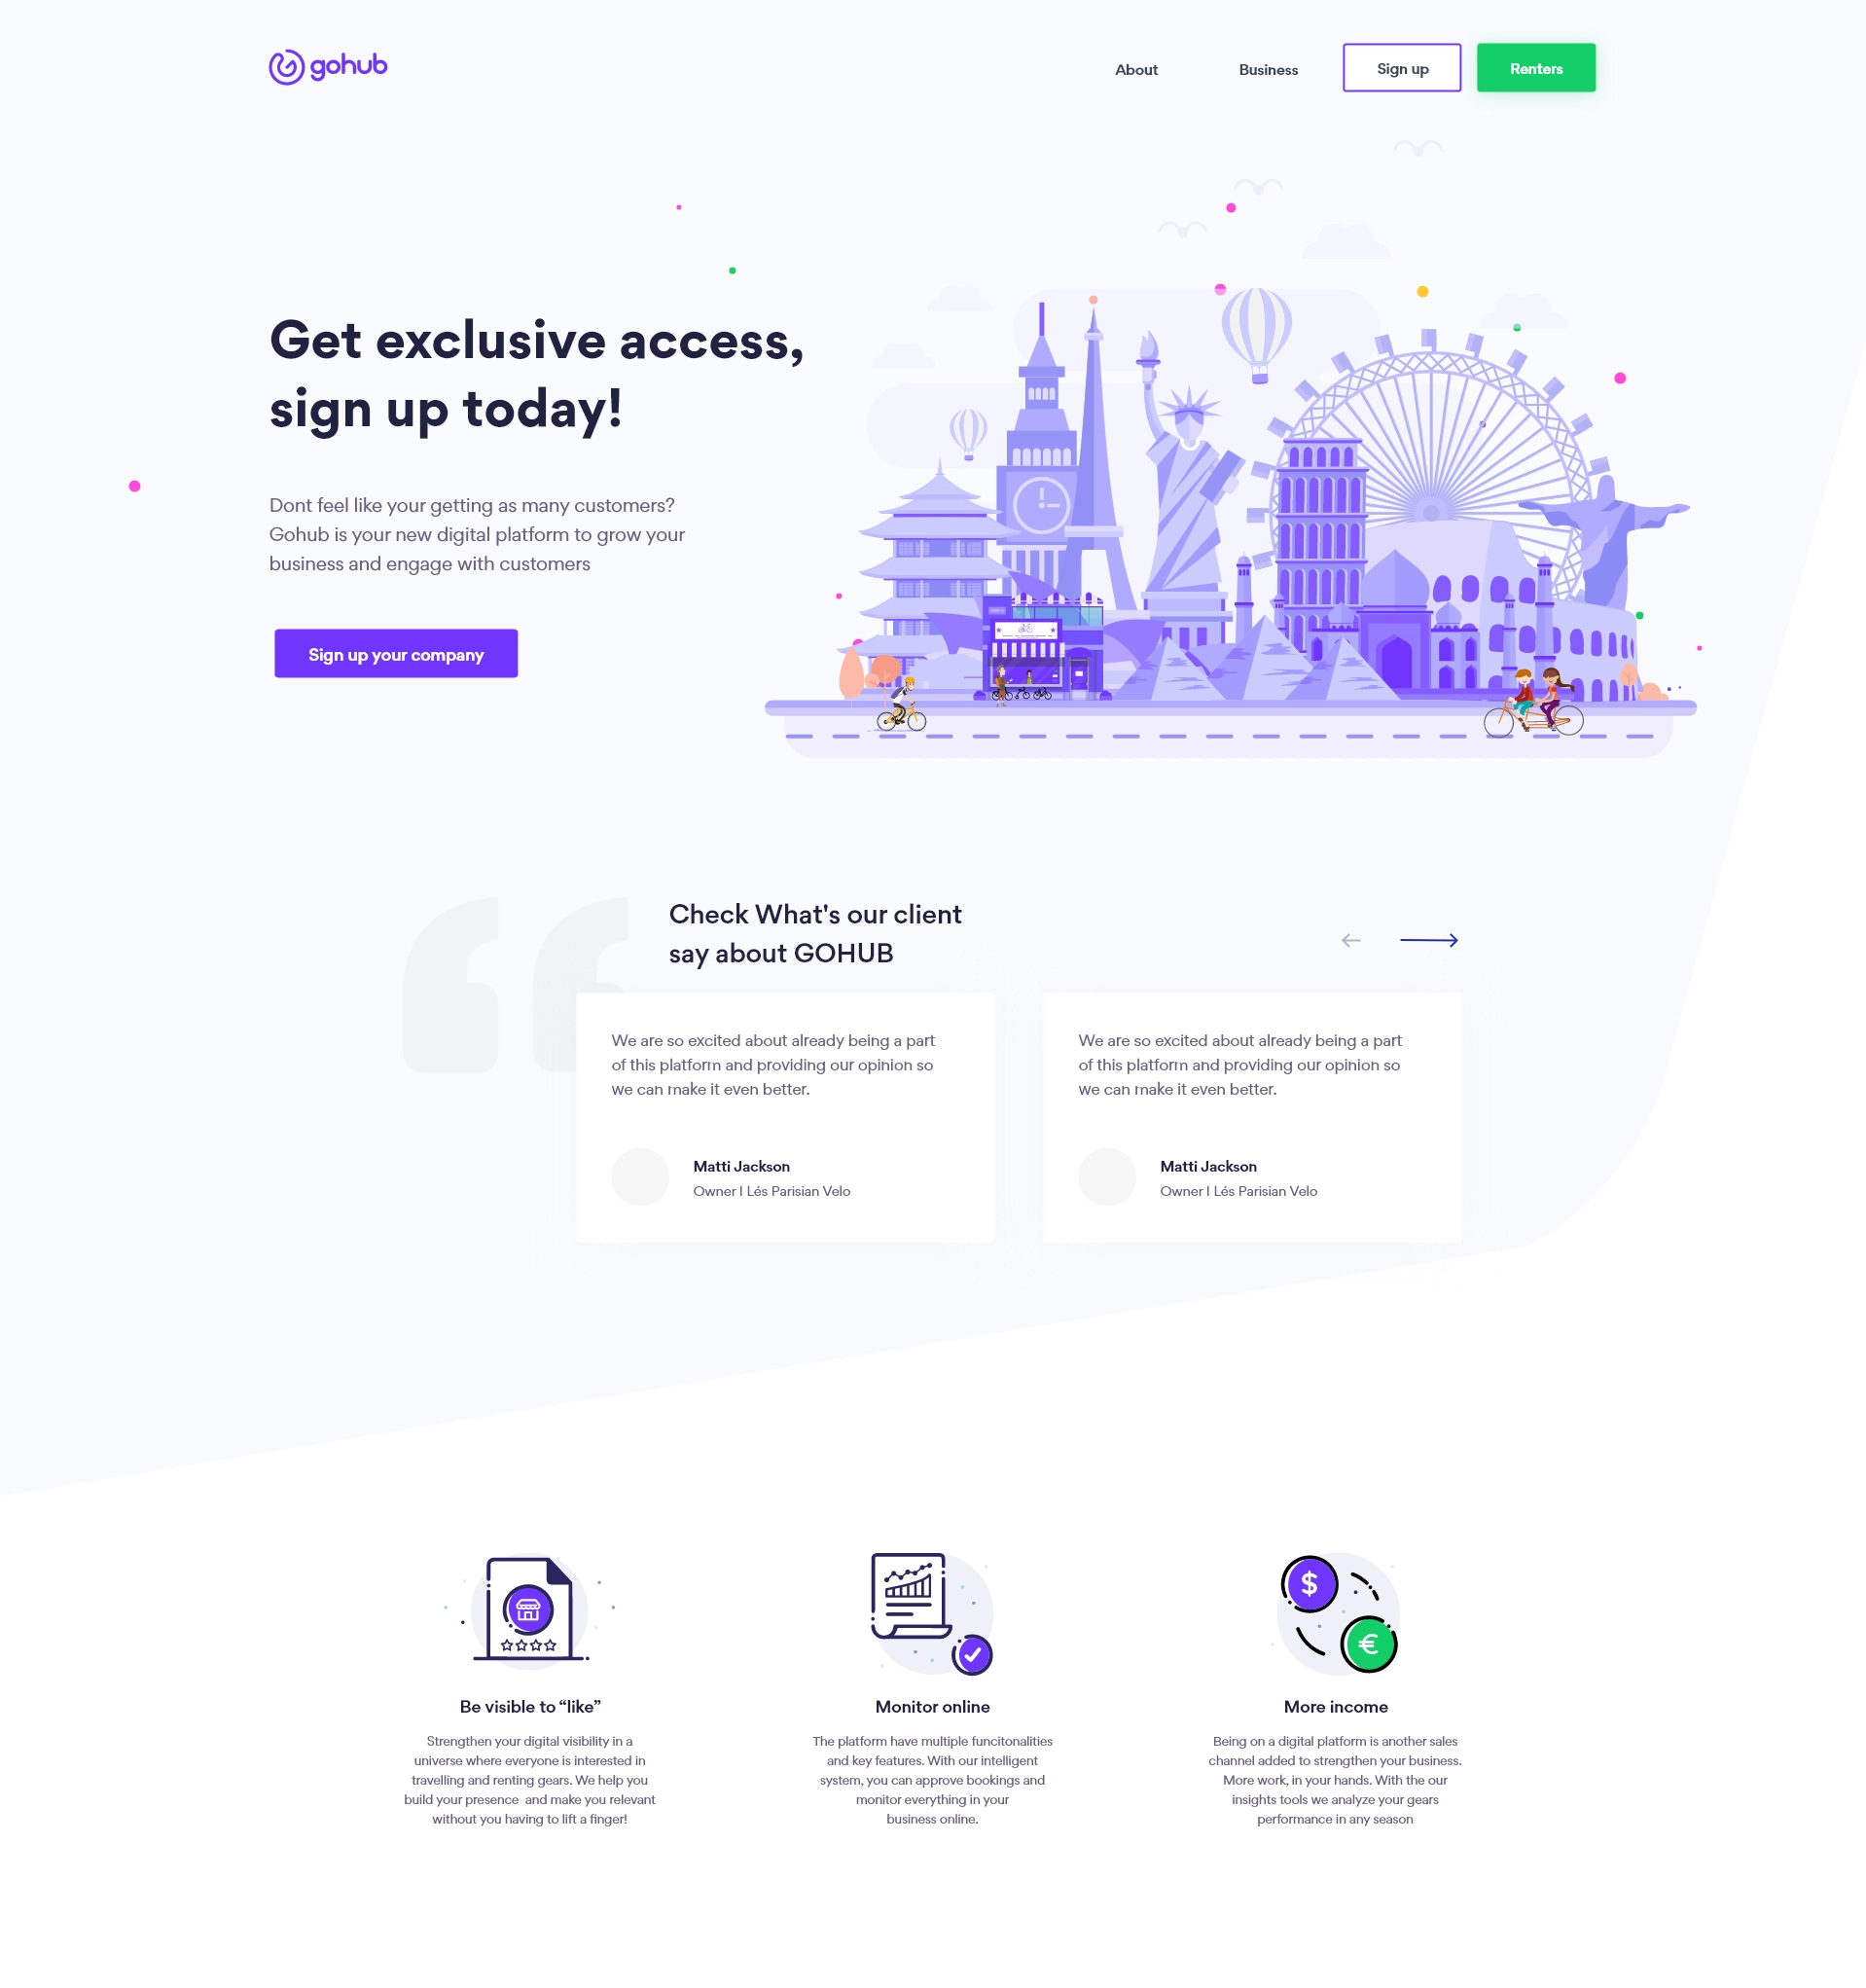 gohub
About
Business
Sign up
Renters
Get exclusive access,
sign up today!
Dont feel like your getting as many customers?
Gohub is your new digital platform to grow your
business and engage with customers
Sign up your company
Check What's our client
say about GOHUB
We are so excited about already being a part
of this platform and providing our opinion so
we can make it even better.
Matti Jackson
Owner I Lés Parisian Velo
We are so excited about already being a part
of this platform and providing our opinion so
we can make it even better.
Matti Jackson
Owner I Lés Parisian Velo
Be visible to “like”
Strengthen your digital visibility in a
universe where everyone is interested in
travelling and renting gears. We help you
build your presence  and make you relevant
without you having to lift a finger!
Monitor online
The platform have multiple funcitonalities
and key features. With our intelligent
system, you can approve bookings and
monitor everything in your
business online.
$
€
More income
Being on a digital platform is another sales
channel added to strengthen your business.
More work, in your hands. With the our
insights tools we analyze your gears
performance in any season